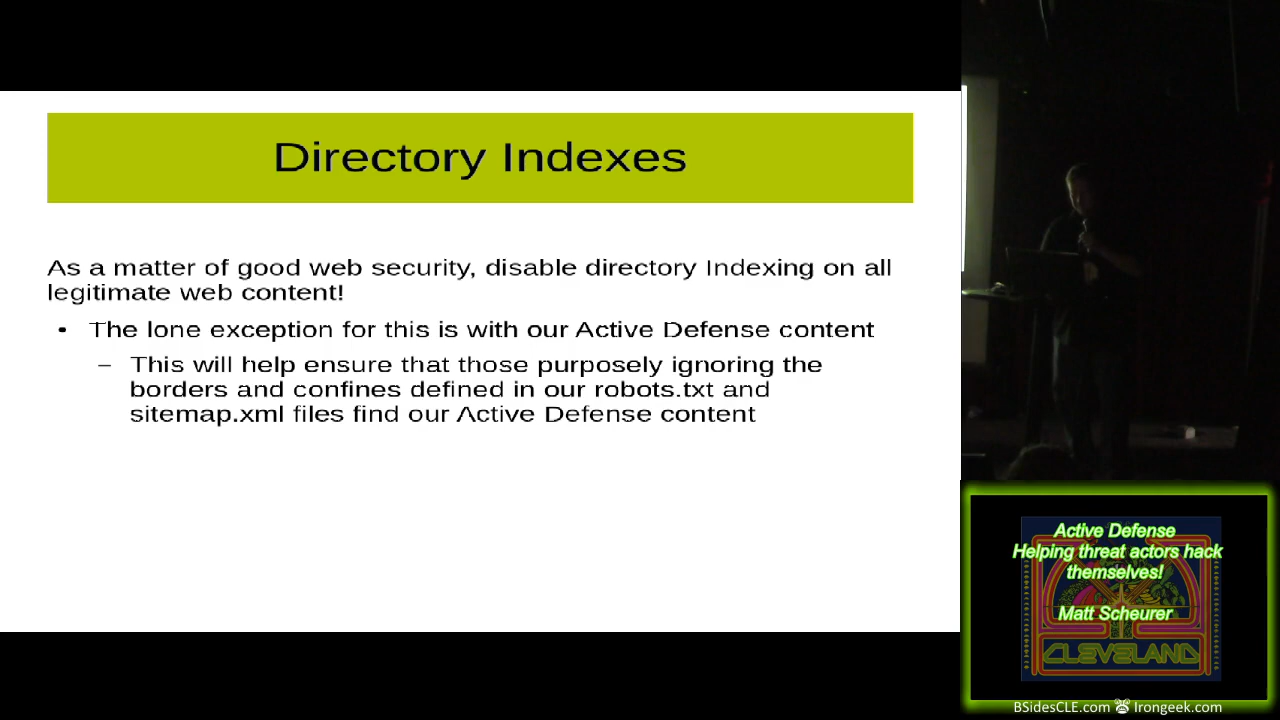 Directory Indexes
As a matter of good web security, disable directory Indexing on all
legitimate web content!
• The lone exception for this is with our Active Defense content
– This will help ensure that those purposely ignoring the
borders and confines defined in our robots.txt and
sitemap.xml files find our Active Defense content
Active Defense
Helping threat actors hack
themselves!
Matt Scheurer
CLEVELAND
BSidesCLE.com Irongeek.com